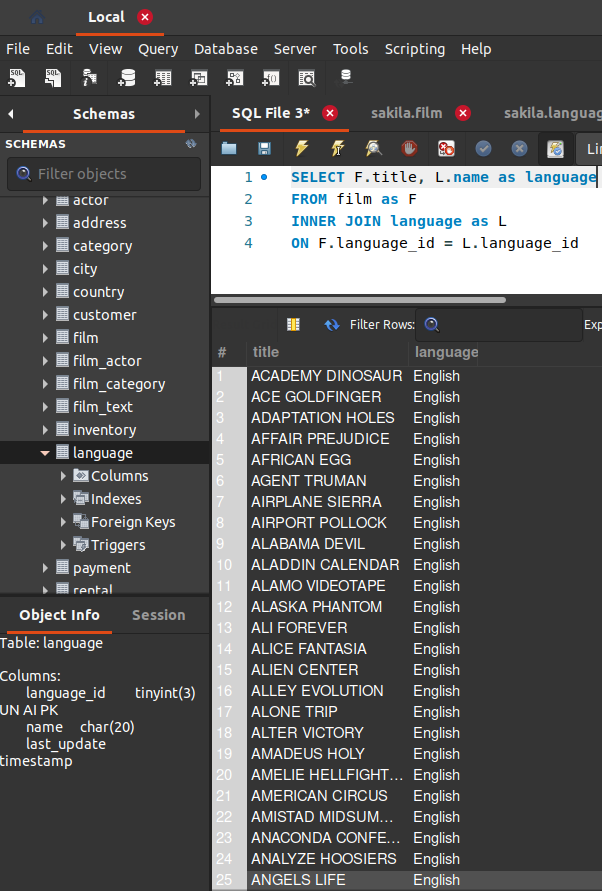 Local
File Edit View Query Database Server Tools Scripting Help
Schemas
SCHEMAS
Filter objects
actor
address
category
city
country
customer
film
film_actor
film_category
film_text
inventory
language
Columns
Indexes
Foreign Keys
Triggers
payment
rental
Object Info Session
Table: language
Columns:
language_id tinyint(3)
UN AI PK
name char(20)
last_update
timestamp
SQL File 3* sakila.film sakila.languag
Lin
1 SELECT F.title, L.name as language
2 FROM film as F
3 INNER JOIN language as L
4 ON F.language_id = L.language_id
Filter Rows: Exp
# title language
1 ACADEMY DINOSAUR English
2 ACE GOLDFINGER English
3 ADAPTATION HOLES English
4 AFFAIR PREJUDICE English
5 AFRICAN EGG English
6 AGENT TRUMAN English
7 AIRPLANE SIERRA English
8 AIRPORT POLLOCK English
9 ALABAMA DEVIL English
10 ALADDIN CALENDAR English
11 ALAMO VIDEOTAPE English
12 ALASKA PHANTOM English
13 ALI FOREVER English
14 ALICE FANTASIA English
15 ALIEN CENTER English
16 ALLEY EVOLUTION English
17 ALONE TRIP English
18 ALTER VICTORY English
19 AMADEUS HOLY English
20 AMELIE HELLFIGHT... English
21 AMERICAN CIRCUS English
22 AMISTAD MIDSUM... English
23 ANACONDA CONFE... English
24 ANALYZE HOOSIERS English
25 ANGELS LIFE English